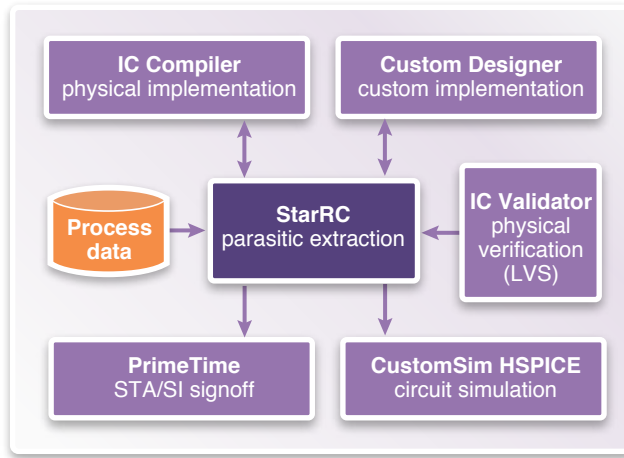 IC Compiler
physical implementation
Custom Designer
custom implementation
Process
data
StarRC
parasitic extraction
IC Validator
physical
verification
(LVS)
PrimeTime
STA/SI signoff
CustomSim HSPICE
circuit simulation